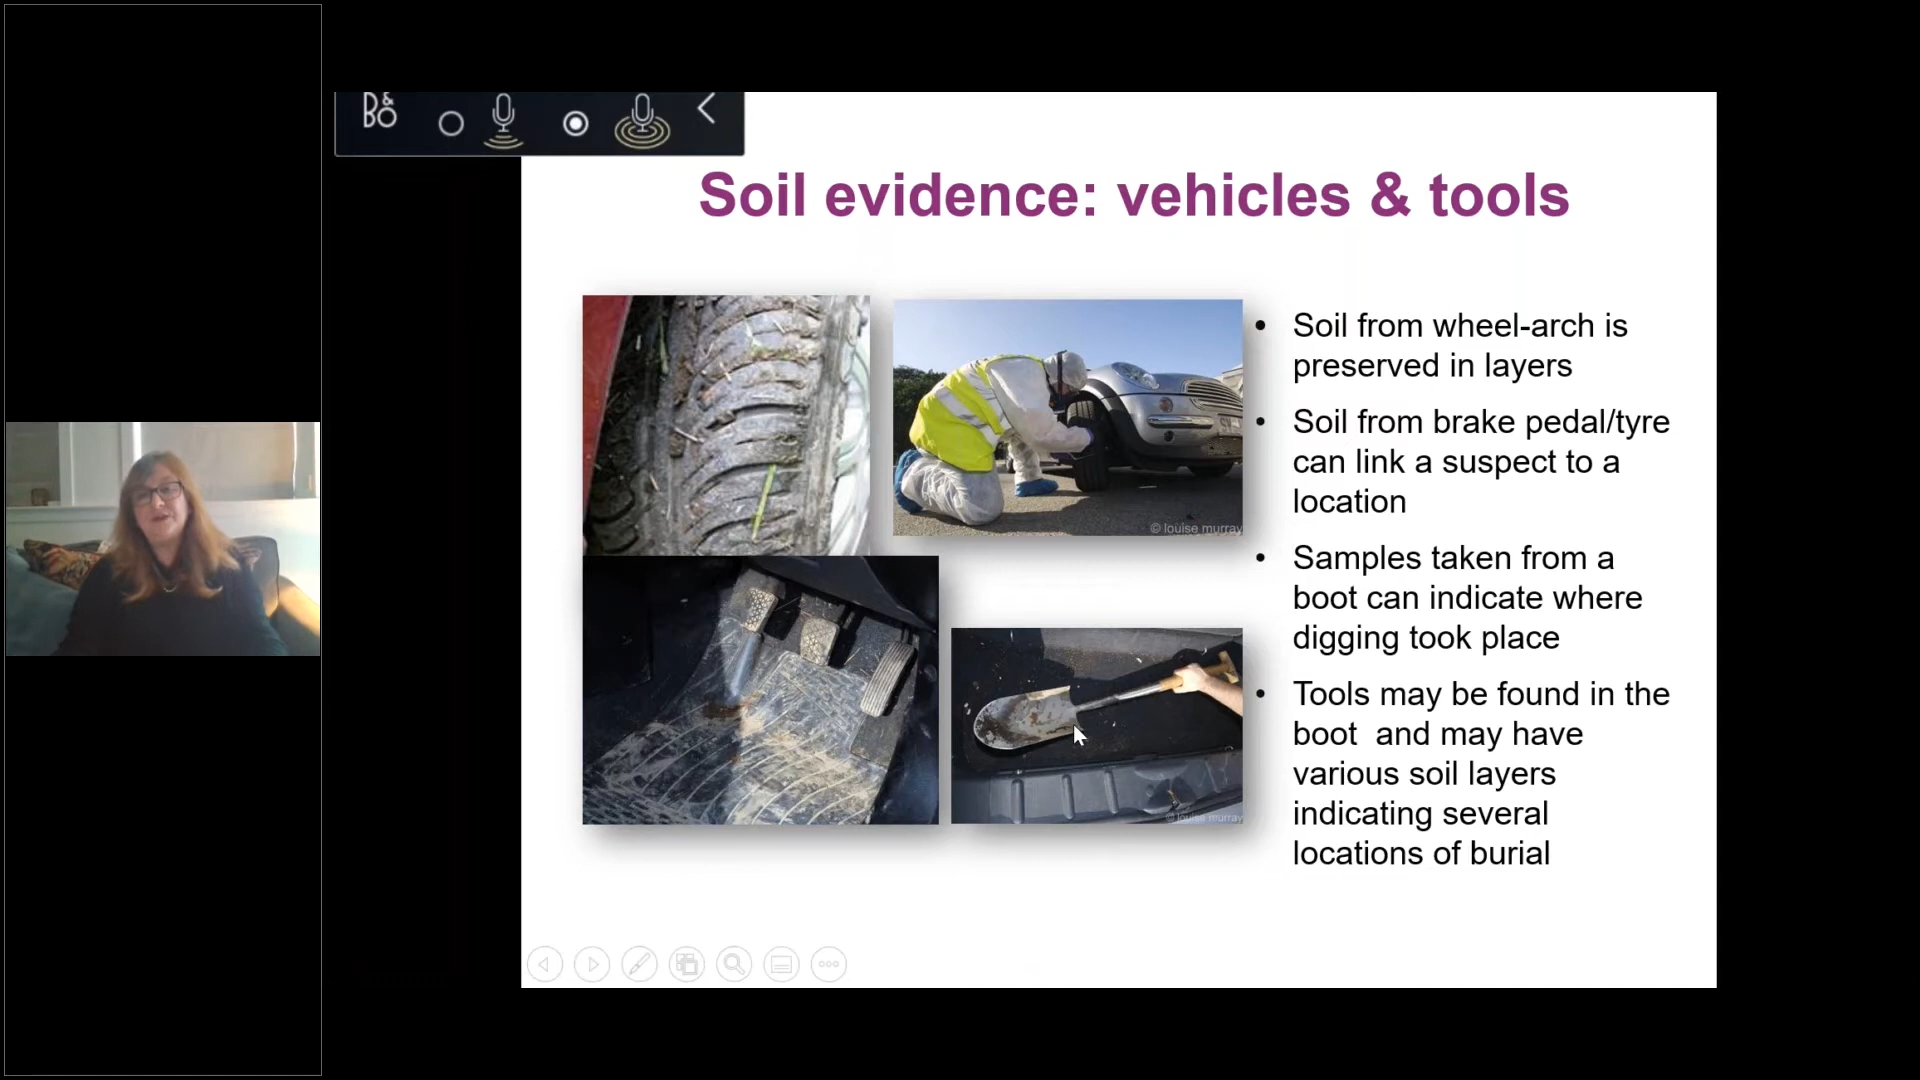 B&O
Soil evidence: vehicles & tools
© louise murray
© louise murray
• Soil from wheel-arch is
preserved in layers
• Soil from brake pedal/tyre
can link a suspect to a
location
• Samples taken from a
boot can indicate where
digging took place
• Tools may be found in the
boot  and may have
various soil layers
indicating several
locations of burial